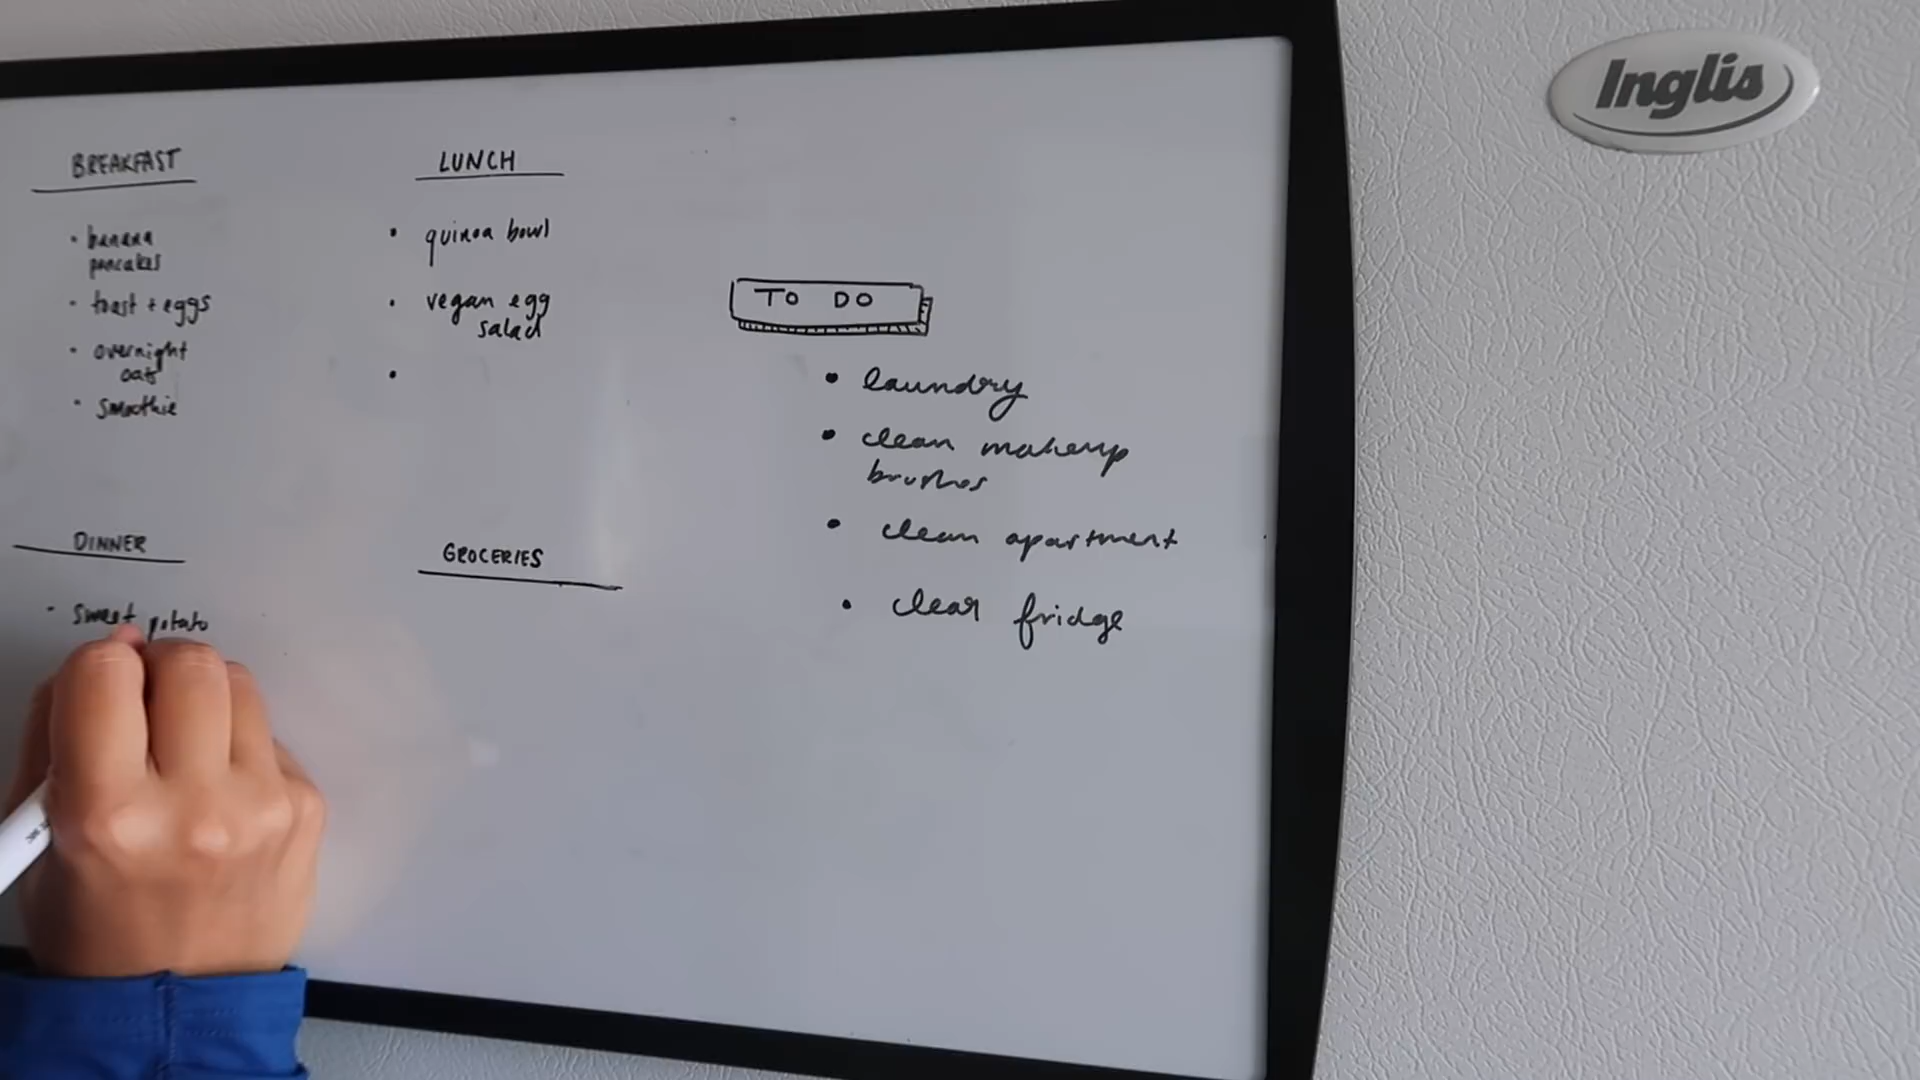 Inglis
BREAKFAST
• banana
pancakes
• toast + eggs
• overnight
oats
• smoothie
LUNCH
• quinoa bowl
• vegan egg
salad
•
TO DO
• laundry
• clean makeup
brushes
• clean apartment
• clear fridge
DINNER
• sweet potato
GROCERIES